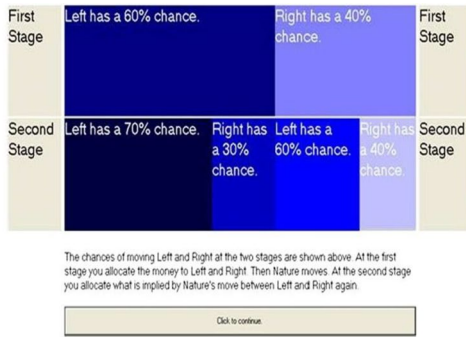 First Stage
Left has a 60% chance.
Right has a 40% chance.
First Stage
Second Stage
Left has a 70% chance.
Right has a 30% chance.
Left has a 60% chance.
Right has a 40% chance.
Second Stage
The chances of moving Left and Right at the two stages are shown above. At the first
stage you allocate the money to Left and Right. Then Nature moves. At the second stage
you allocate what is implied by Nature's move between Left and Right again.
Click to continue.